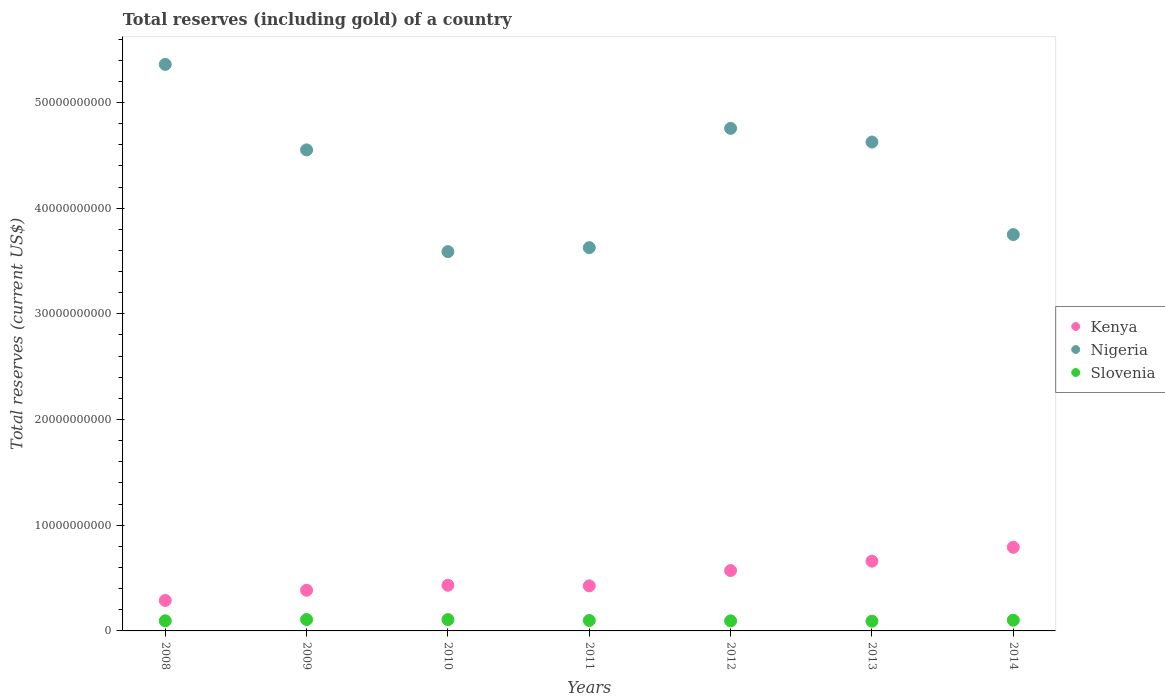 Total reserves (including gold) of a country
Total reserves (current US$)
50000000000
40000000000
30000000000
20000000000
10000000000
0
2008
2009
2010
2011
2012
2013
2014
Years
Kenya
Nigeria
Slovenia